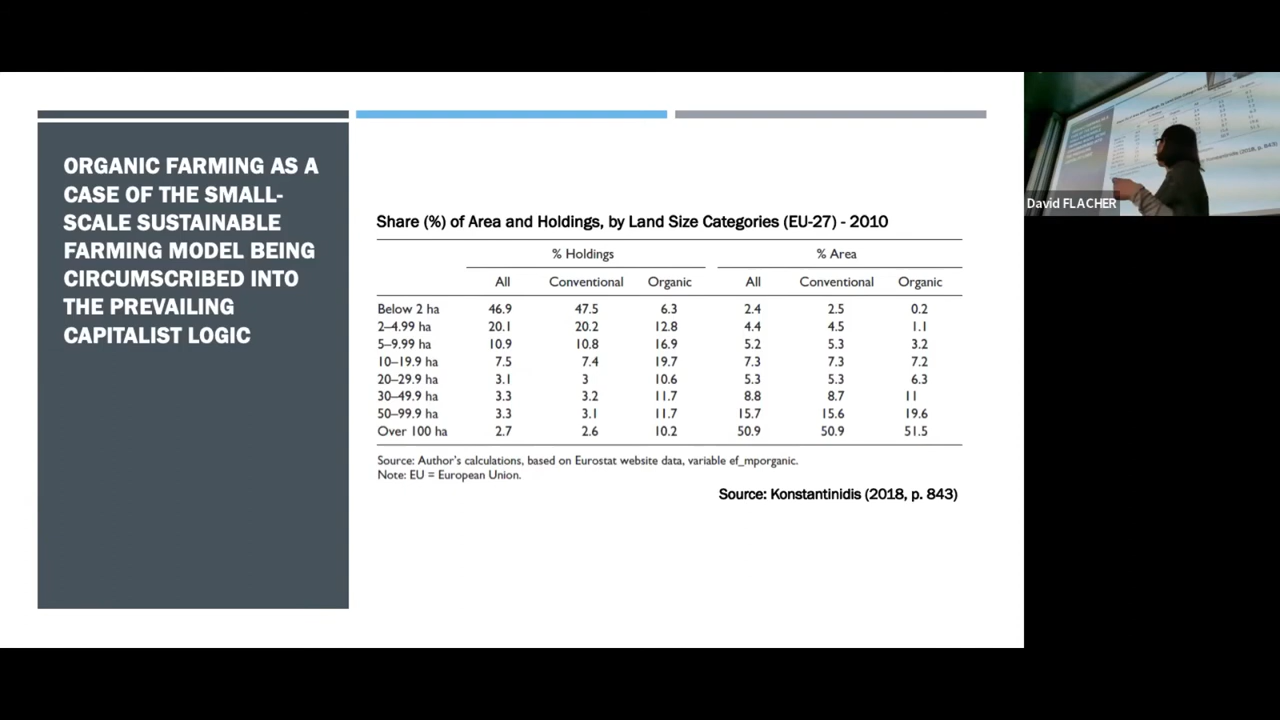 ORGANIC FARMING AS A
CASE OF THE SMALL-
SCALE SUSTAINABLE
FARMING MODEL BEING
CIRCUMSCRIBED INTO
THE PREVAILING
CAPITALIST LOGIC
Share (%) of Area and Holdings, by Land Size Categories (EU-27) - 2010
% Holdings % Area
All Conventional Organic All Conventional Organic
Below 2 ha 46.9 47.5 6.3 2.4 2.5 0.2
2–4.99 ha 20.1 20.2 12.8 4.4 4.5 1.1
5–9.99 ha 10.9 10.8 16.9 5.2 5.3 3.2
10–19.9 ha 7.5 7.4 19.7 7.3 7.3 7.2
20–29.9 ha 3.1 3 10.6 5.3 5.3 6.3
30–49.9 ha 3.3 3.2 11.7 8.8 8.7 11
50–99.9 ha 3.3 3.1 11.7 15.7 15.6 19.6
Over 100 ha 2.7 2.6 10.2 50.9 50.9 51.5
Source: Author's calculations, based on Eurostat website data, variable ef_mporganic.
Note: EU = European Union.
Source: Konstantinidis (2018, p. 843)
David FLACHER